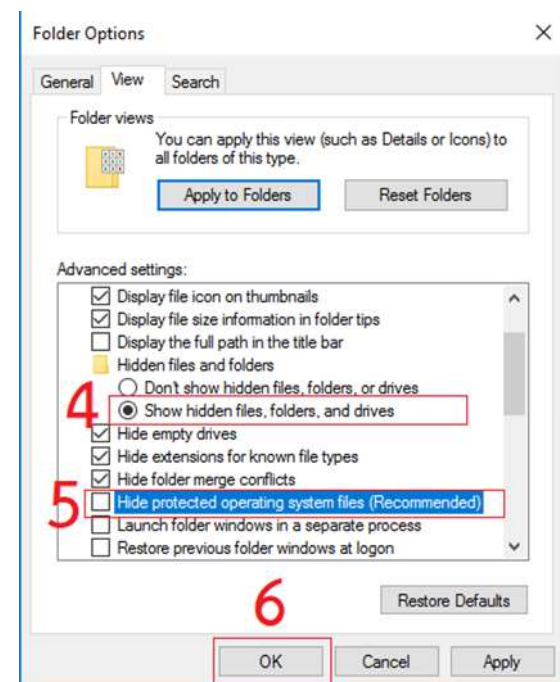 Folder Options
General View Search
Folder views
You can apply this view (such as Details or Icons) to
all folders of this type.
Apply to Folders Reset Folders
Advanced settings:
Display file icon on thumbnails
Display file size information in folder tips
Display the full path in the title bar
Hidden files and folders
Don't show hidden files, folders, or drives
4 Show hidden files, folders, and drives
Hide empty drives
Hide extensions for known file types
Hide folder merge conflicts
5 Hide protected operating system files (Recommended)
Launch folder windows in a separate process
Restore previous folder windows at logon
6 Restore Defaults
OK Cancel Apply